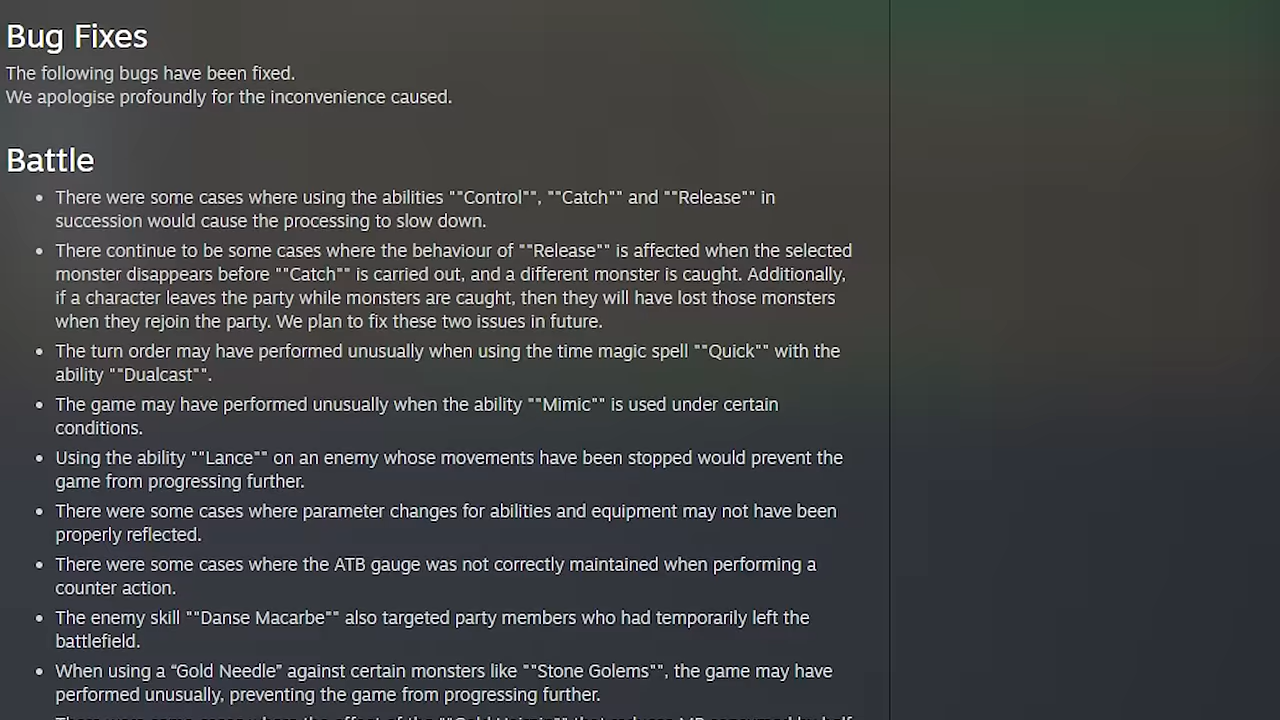 Bug Fixes
The following bugs have been fixed.
We apologise profoundly for the inconvenience caused.
Battle
• There were some cases where using the abilities ""Control"", ""Catch"" and ""Release"" in
succession would cause the processing to slow down.
• There continue to be some cases where the behaviour of ""Release"" is affected when the selected
monster disappears before ""Catch"" is carried out, and a different monster is caught. Additionally,
if a character leaves the party while monsters are caught, then they will have lost those monsters
when they rejoin the party. We plan to fix these two issues in future.
• The turn order may have performed unusually when using the time magic spell ""Quick"" with the
ability ""Dualcast"".
• The game may have performed unusually when the ability ""Mimic"" is used under certain
conditions.
• Using the ability ""Lance"" on an enemy whose movements have been stopped would prevent the
game from progressing further.
• There were some cases where parameter changes for abilities and equipment may not have been
properly reflected.
• There were some cases where the ATB gauge was not correctly maintained when performing a
counter action.
• The enemy skill ""Danse Macarbe"" also targeted party members who had temporarily left the
battlefield.
• When using a “Gold Needle” against certain monsters like ""Stone Golems"", the game may have
performed unusually, preventing the game from progressing further.